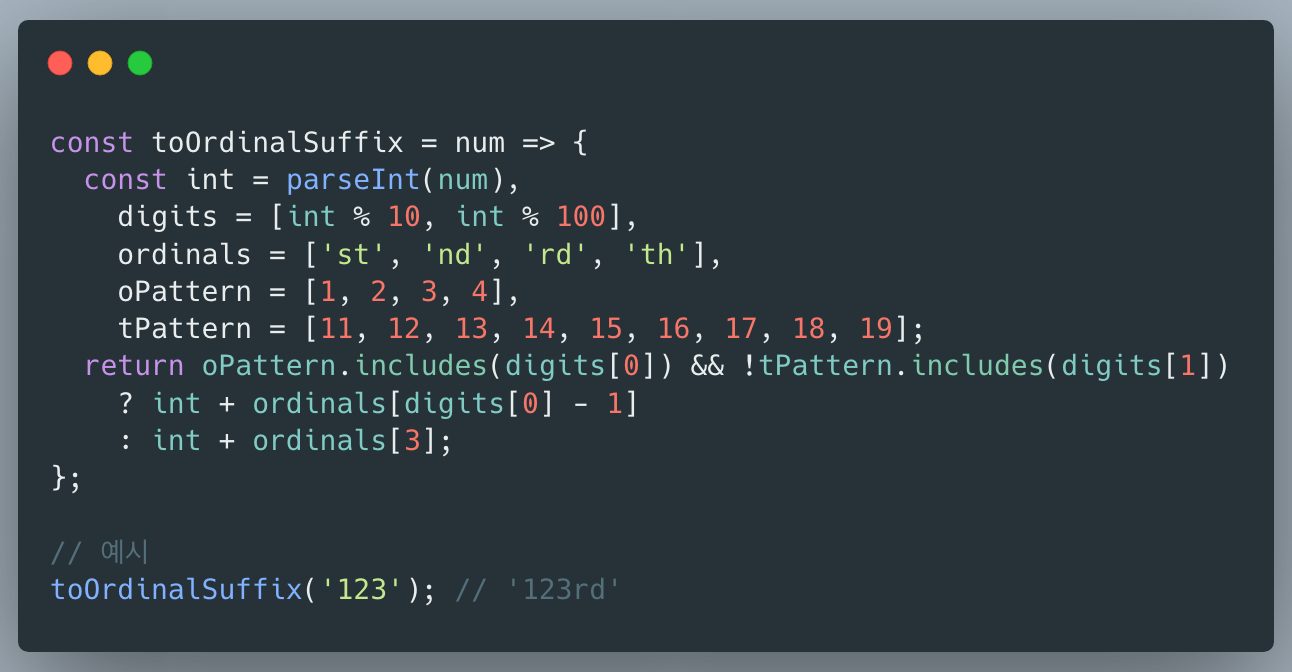 const toOrdinalSuffix = num => {
  const int = parseInt(num),
    digits = [int % 10, int % 100],
    ordinals = ['st', 'nd', 'rd', 'th'],
    oPattern = [1, 2, 3, 4],
    tPattern = [11, 12, 13, 14, 15, 16, 17, 18, 19];
  return oPattern.includes(digits[0]) && !tPattern.includes(digits[1])
    ? int + ordinals[digits[0] - 1]
    : int + ordinals[3];
};

// 예시
toOrdinalSuffix('123'); // '123rd'